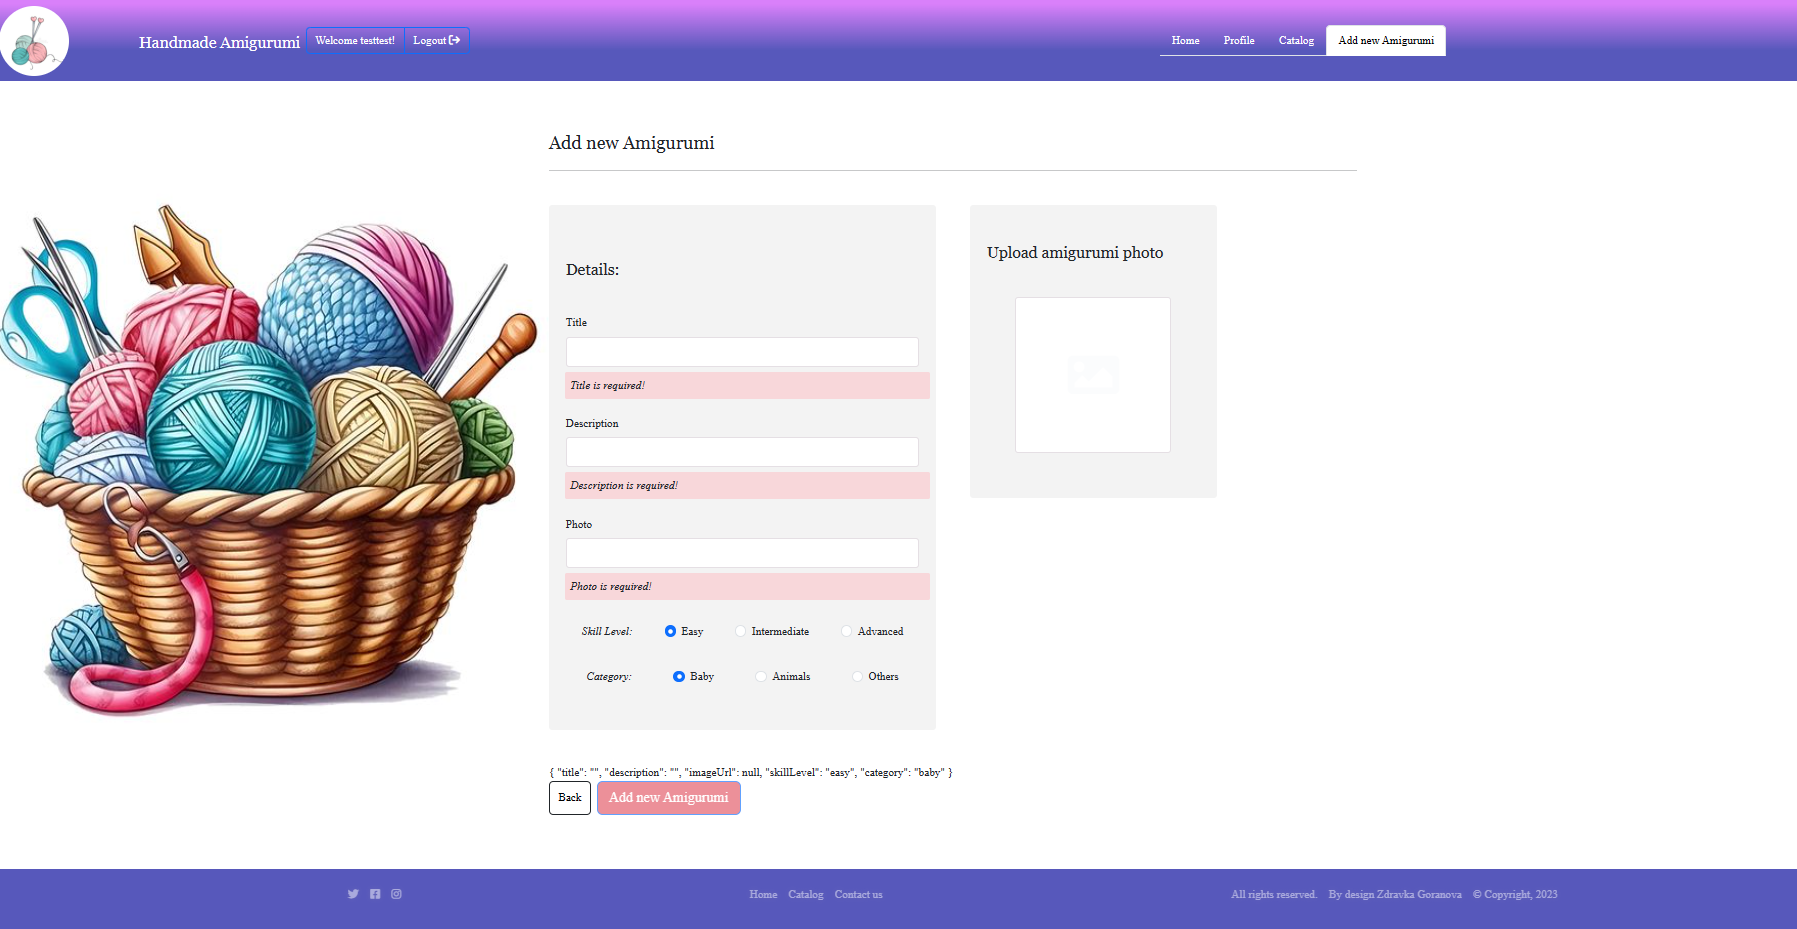 Handmade Amigurumi
Welcome testtest!
Logout
Home
Profile
Catalog
Add new Amigurumi
Add new Amigurumi
Details:
Title
Title is required!
Description
Description is required!
Photo
Photo is required!
Skill Level: Easy Intermediate Advanced
Category: Baby Animals Others
Upload amigurumi photo
{ "title": "", "description": "", "imageUrl": null, "skillLevel": "easy", "category": "baby" }
Back
Add new Amigurumi
Home Catalog Contact us
All rights reserved. By design Zdravka Goranova © Copyright, 2023